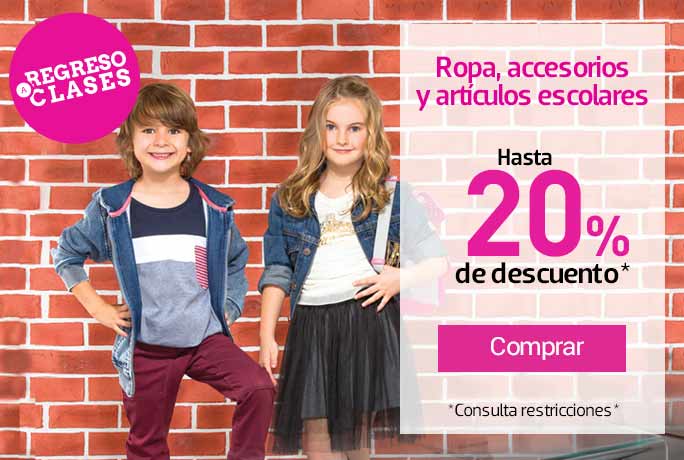 REGRESO
A CLASES
Ropa, accesorios
y artículos escolares
Hasta
20%
de descuento*
Comprar
*Consulta restricciones*